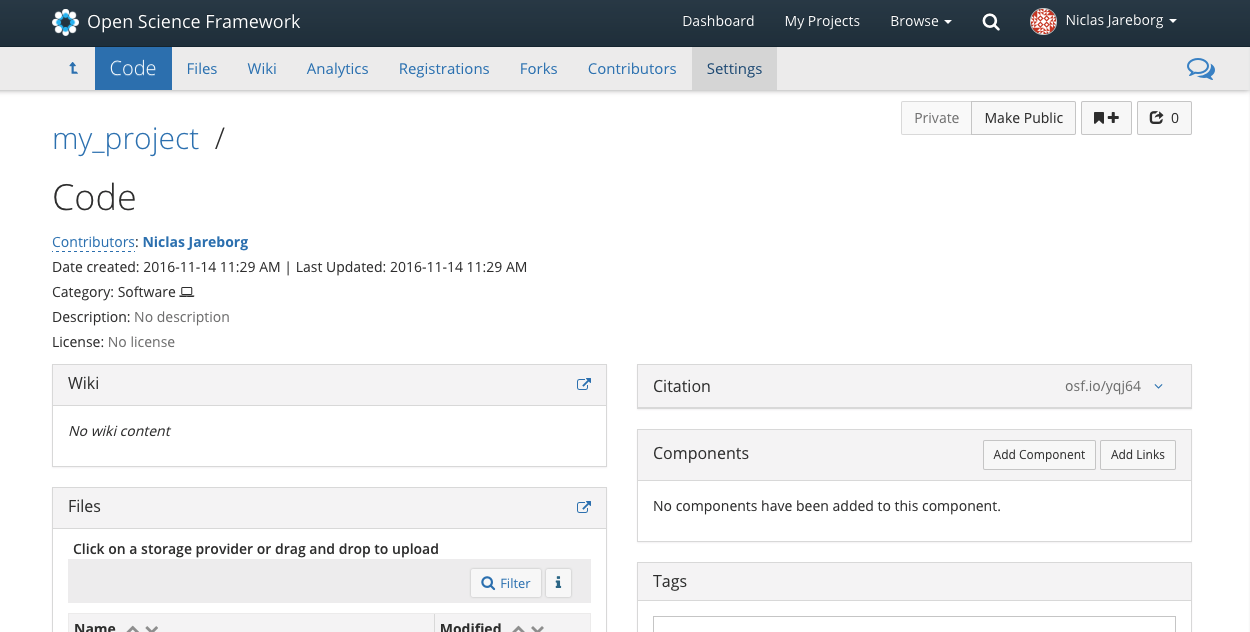 Open Science Framework Dashboard My Projects Browse Niclas Jareborg
Code Files Wiki Analytics Registrations Forks Contributors Settings
Private Make Public 0
my_project /
Code
Contributors: Niclas Jareborg
Date created: 2016-11-14 11:29 AM | Last Updated: 2016-11-14 11:29 AM
Category: Software
Description: No description
License: No license
Wiki
No wiki content
Files
Click on a storage provider or drag and drop to upload
Filter i
Name Modified
Citation osf.io/yqj64
Components Add Component Add Links
No components have been added to this component.
Tags